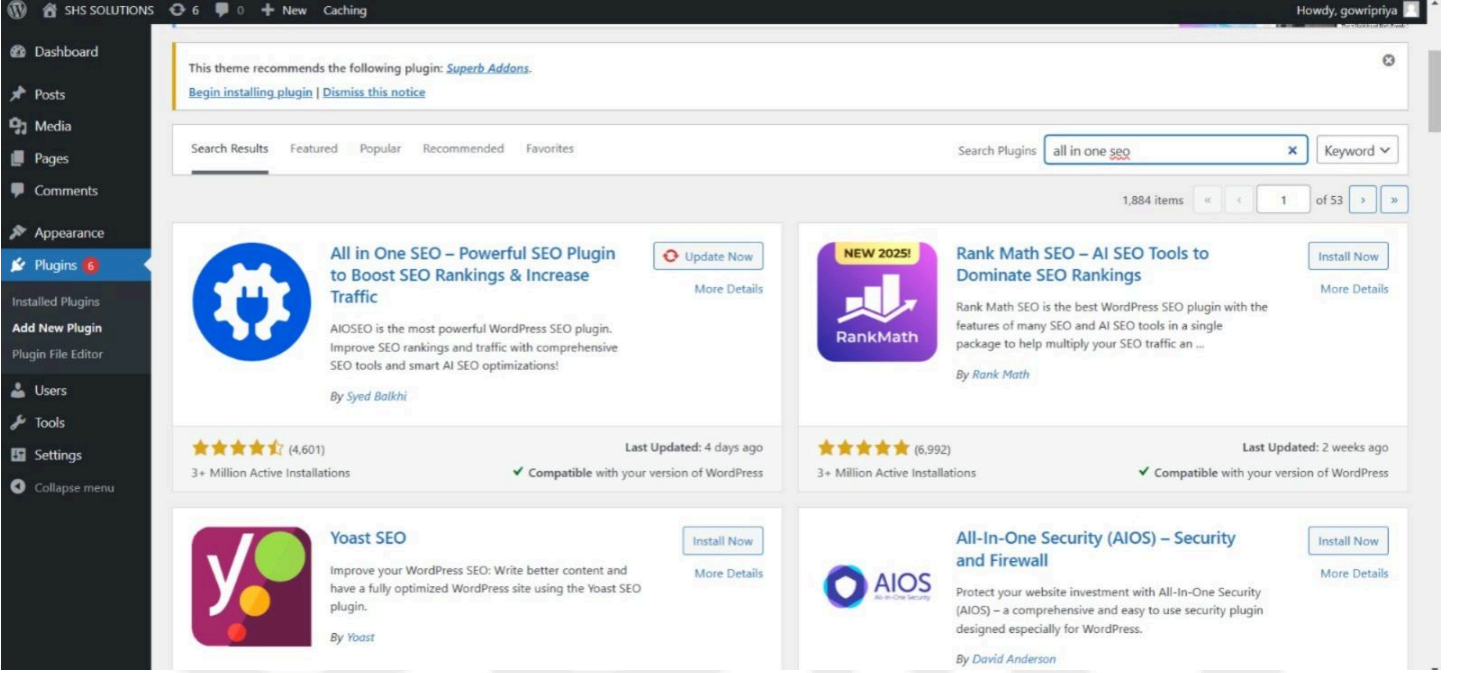 SHS SOLUTIONS 6 0 + New Caching Howdy, gowripriya
Dashboard
Posts
Media
Pages
Comments
Appearance
Plugins 6
Installed Plugins
Add New Plugin
Plugin File Editor
Users
Tools
Settings
Collapse menu
This theme recommends the following plugin: Superb Addons.
Begin installing plugin | Dismiss this notice
Search Results Featured Popular Recommended Favorites Search Plugins all in one seo × Keyword
1,884 items « ‹ 1 of 53 › »
All in One SEO – Powerful SEO Plugin
to Boost SEO Rankings & Increase
Traffic
Update Now
More Details
AIOSEO is the most powerful WordPress SEO plugin.
Improve SEO rankings and traffic with comprehensive
SEO tools and smart AI SEO optimizations!
By Syed Balkhi
(4,601)
3+ Million Active Installations
Last Updated: 4 days ago
Compatible with your version of WordPress
NEW 2025!
RankMath
Rank Math SEO – AI SEO Tools to
Dominate SEO Rankings
Install Now
More Details
Rank Math SEO is the best WordPress SEO plugin with the
features of many SEO and AI SEO tools in a single
package to help multiply your SEO traffic an ...
By Rank Math
(6,992)
3+ Million Active Installations
Last Updated: 2 weeks ago
Compatible with your version of WordPress
y
Yoast SEO
Install Now
More Details
Improve your WordPress SEO: Write better content and
have a fully optimized WordPress site using the Yoast SEO
plugin.
By Yoast
AIOS
All-In-One Security
All-In-One Security (AIOS) – Security
and Firewall
Install Now
More Details
Protect your website investment with All-In-One Security
(AIOS) – a comprehensive and easy to use security plugin
designed especially for WordPress.
By David Anderson